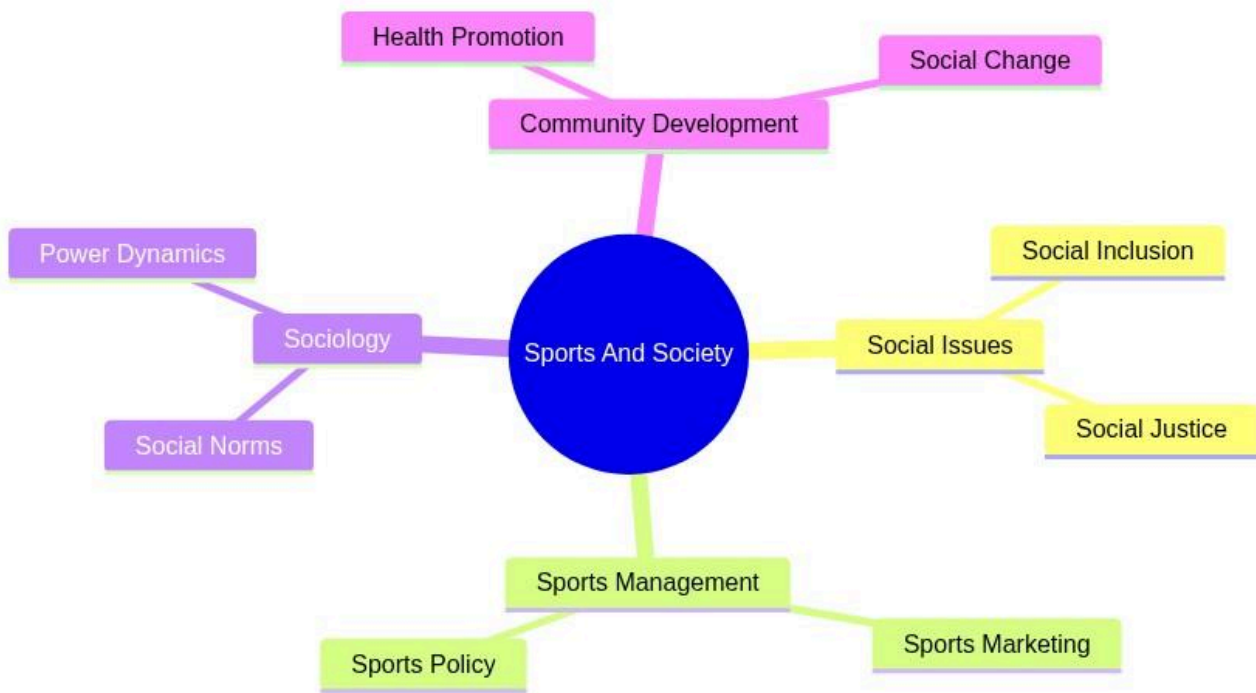 Health Promotion
Social Change
Community Development
Power Dynamics
Social Inclusion
Sociology
Sports And Society
Social Issues
Social Norms
Social Justice
Sports Management
Sports Policy
Sports Marketing